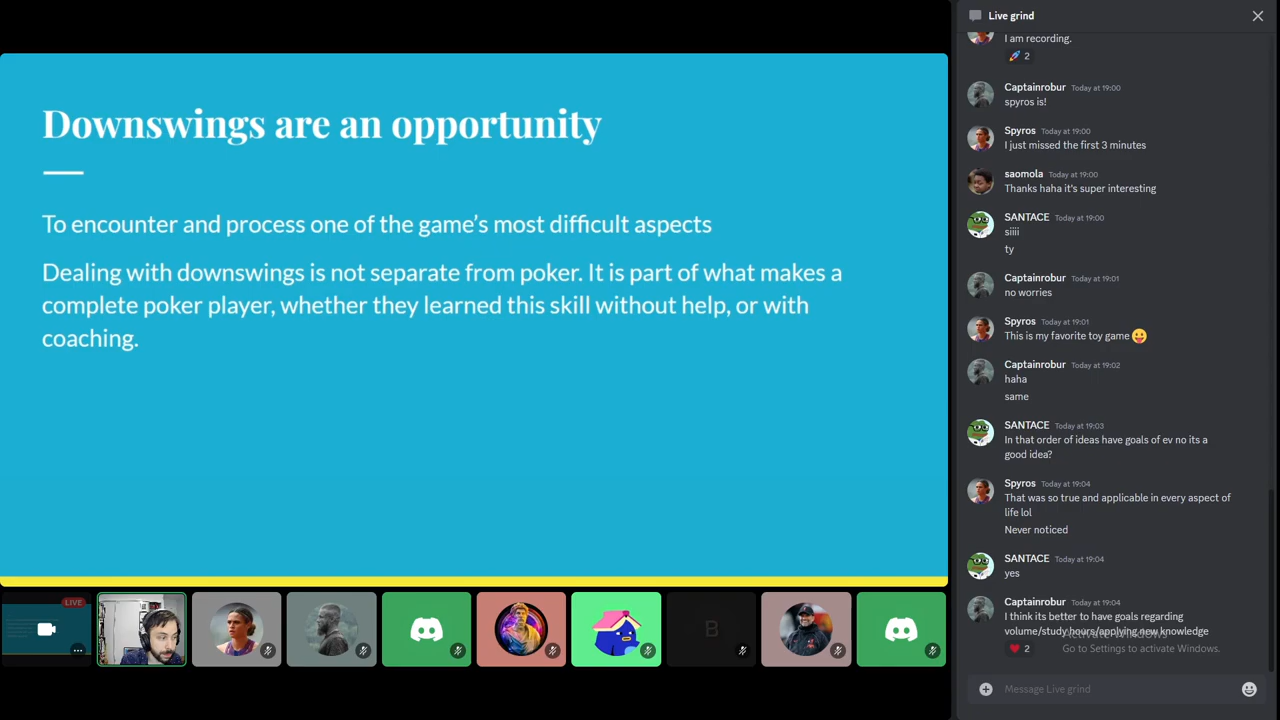 Downswings are an opportunity
To encounter and process one of the game's most difficult aspects
Dealing with downswings is not separate from poker. It is part of what makes a
complete poker player, whether they learned this skill without help, or with
coaching.
LIVE
B
Live grind
I am recording.
2
Captainrobur Today at 19:00
spyros is!
Spyros Today at 19:00
I just missed the first 3 minutes
saomola Today at 19:00
Thanks haha it's super interesting
SANTACE Today at 19:00
siiii
ty
Captainrobur Today at 19:01
no worries
Spyros Today at 19:01
This is my favorite toy game
Captainrobur Today at 19:02
haha
same
SANTACE Today at 19:03
In that order of ideas have goals of ev no its a
good idea?
Spyros Today at 19:04
That was so true and applicable in every aspect of
life lol
Never noticed
SANTACE Today at 19:04
yes
Captainrobur Today at 19:04
I think its better to have goals regarding
volume/study hours/applying new knowledge
2
Activate Windows
Go to Settings to activate Windows.
Message Live grind